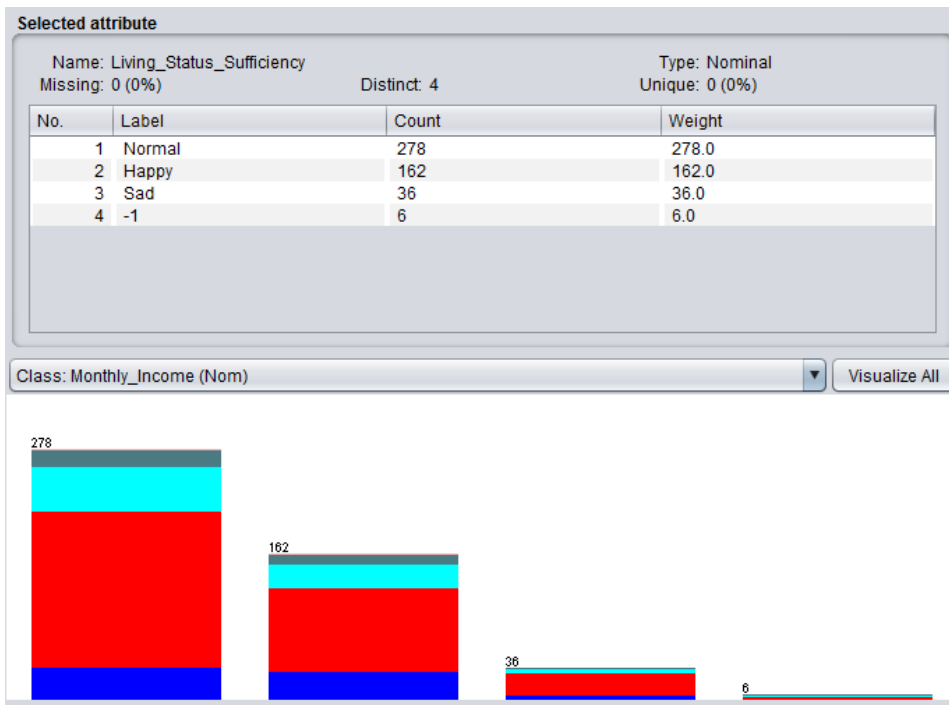 Selected attribute
Name: Living_Status_Sufficiency Type: Nominal
Missing: 0 (0%) Distinct: 4 Unique: 0 (0%)
No. Label Count Weight
1 Normal 278 278.0
2 Happy 162 162.0
3 Sad 36 36.0
4 -1 6 6.0
Class: Monthly_Income (Nom) Visualize All
278
162
36
6